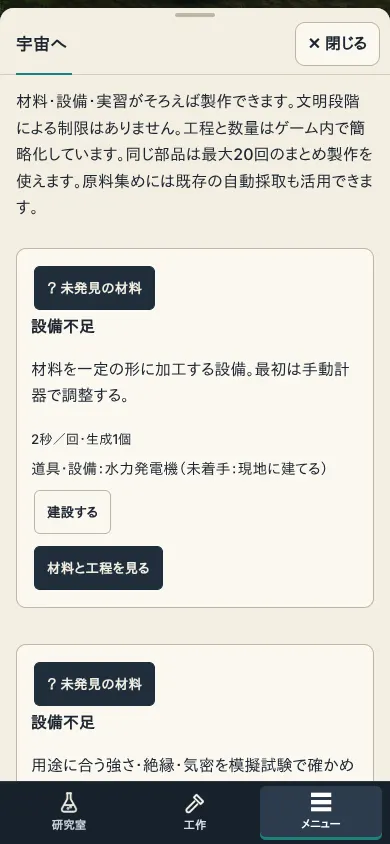 宇宙へ
✕ 閉じる
材料・設備・実習がそろえば製作できます。文明段階
による制限はありません。工程と数量はゲーム内で簡
略化しています。同じ部品は最大20回のまとめ製作を
使えます。原料集めには既存の自動採取も活用できま
す。
? 未発見の材料
設備不足
材料を一定の形に加工する設備。最初は手動計
器で調整する。
2秒／回・生成1個
道具・設備：水力発電機（未着手：現地に建てる）
建設する
材料と工程を見る
? 未発見の材料
設備不足
用途に合う強さ・絶縁・気密を模擬試験で確かめ
研究室
工作
メニュー